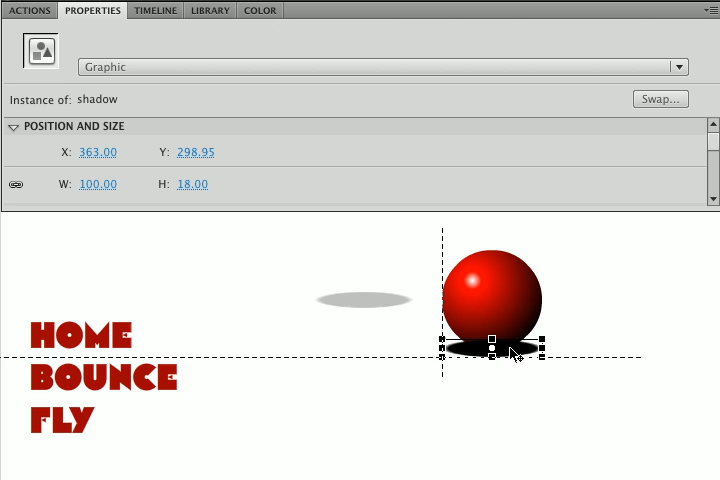 ACTIONS PROPERTIES TIMELINE LIBRARY COLOR
Graphic
Instance of: shadow Swap...
POSITION AND SIZE
X: 363.00 Y: 298.95
W: 100.00 H: 18.00
HOME
BOUNCE
FLY